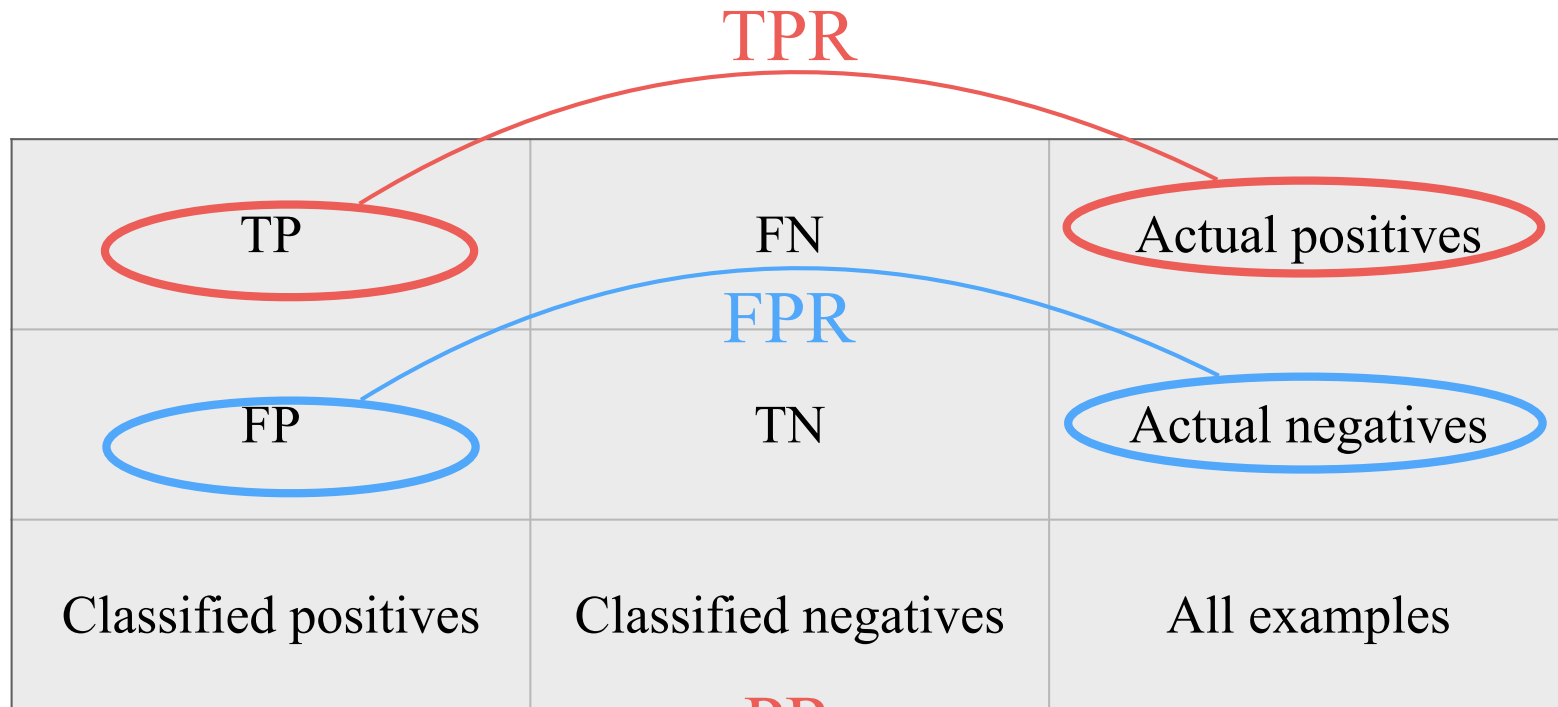 TPR
TP FN Actual positives
FPR
FP TN Actual negatives
Classified positives Classified negatives All examples